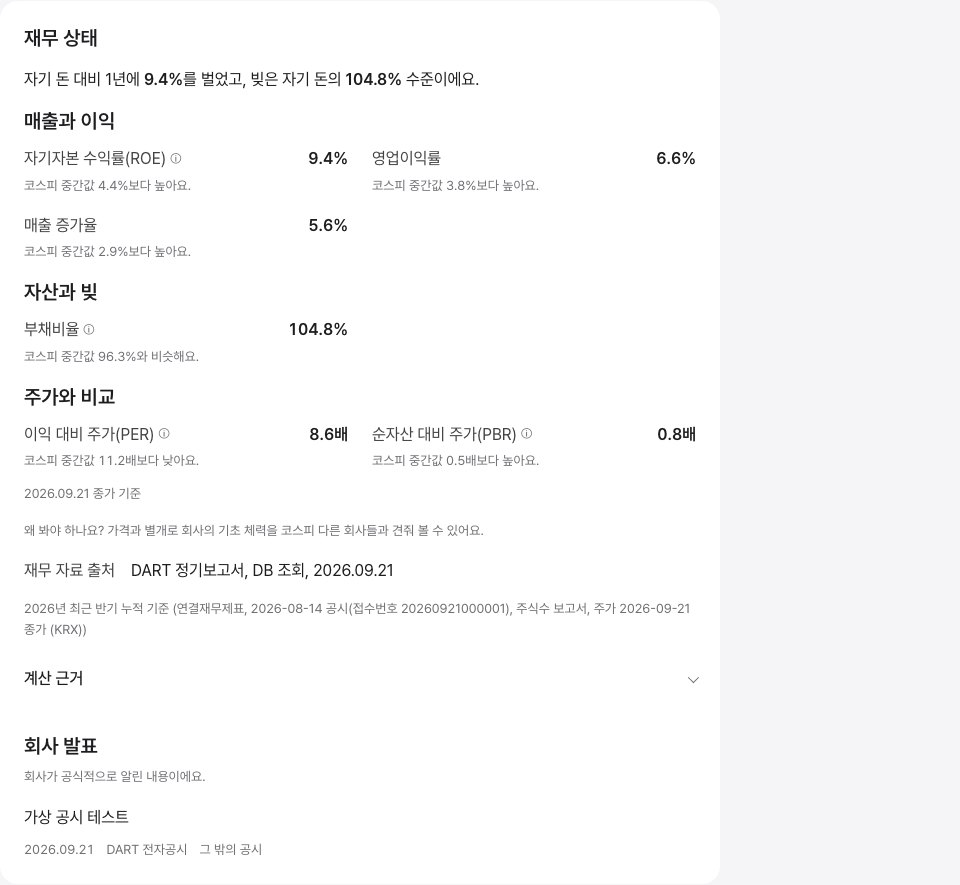 재무 상태
자기 돈 대비 1년에 9.4%를 벌었고, 빚은 자기 돈의 104.8% 수준이에요.
매출과 이익
자기자본 수익률(ROE) ⓘ 9.4% 영업이익률 6.6%
코스피 중간값 4.4%보다 높아요. 코스피 중간값 3.8%보다 높아요.
매출 증가율 5.6%
코스피 중간값 2.9%보다 높아요.
자산과 빚
부채비율 ⓘ 104.8%
코스피 중간값 96.3%와 비슷해요.
주가와 비교
이익 대비 주가(PER) ⓘ 8.6배 순자산 대비 주가(PBR) ⓘ 0.8배
코스피 중간값 11.2배보다 낮아요. 코스피 중간값 0.5배보다 높아요.
2026.09.21 종가 기준
왜 봐야 하나요? 가격과 별개로 회사의 기초 체력을 코스피 다른 회사들과 견줘 볼 수 있어요.
재무 자료 출처 DART 정기보고서, DB 조회, 2026.09.21
2026년 최근 반기 누적 기준 (연결재무제표, 2026-08-14 공시(접수번호 20260921000001), 주식수 보고서, 주가 2026-09-21
종가 (KRX))
계산 근거
회사 발표
회사가 공식적으로 알린 내용이에요.
가상 공시 테스트
2026.09.21 DART 전자공시 그 밖의 공시